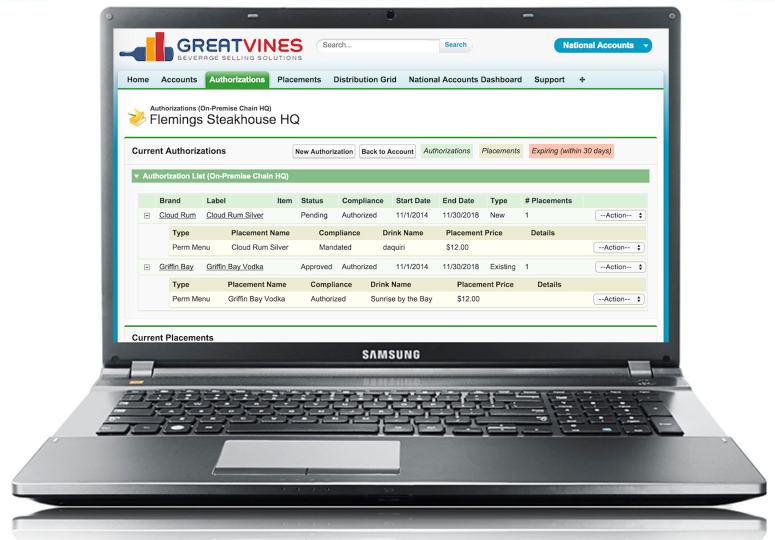 GREATVINES
BEVERAGE SELLING SOLUTIONS
Search... Search National Accounts
Home Accounts Authorizations Placements Distribution Grid National Accounts Dashboard Support +
Authorizations (On-Premise Chain HQ)
Flemings Steakhouse HQ
Current Authorizations New Authorization Back to Account Authorizations Placements Expiring (within 30 days)
Authorization List (On-Premise Chain HQ)
Brand Label Item Status Compliance Start Date End Date Type # Placements
Cloud Rum Cloud Rum Silver Pending Authorized 11/1/2014 11/30/2018 New 1 --Action--
Type Placement Name Compliance Drink Name Placement Price Details
Perm Menu Cloud Rum Silver Mandated daquiri $12.00 --Action--
Griffin Bay Griffin Bay Vodka Approved Authorized 11/1/2014 11/30/2018 Existing 1 --Action--
Type Placement Name Compliance Drink Name Placement Price Details
Perm Menu Griffin Bay Vodka Authorized Sunrise by the Bay $12.00 --Action--
Current Placements
SAMSUNG